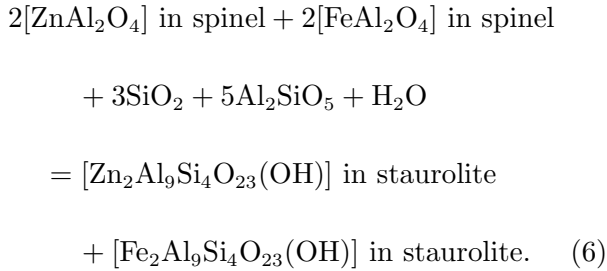 2[ZnAl₂O₄] in spinel + 2[FeAl₂O₄] in spinel
+ 3SiO₂ + 5Al₂SiO₅ + H₂O
= [Zn₂Al₉Si₄O₂₃(OH)] in staurolite
+ [Fe₂Al₉Si₄O₂₃(OH)] in staurolite. (6)